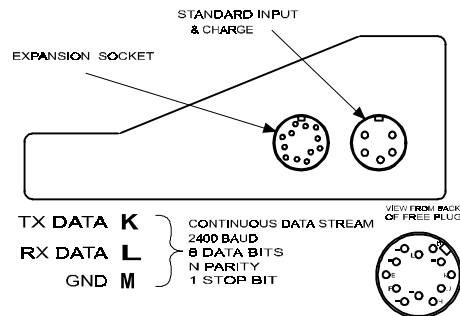 STANDARD INPUT
& CHARGE
EXPANSION SOCKET
VIEW FROM BACK
OF FREE PLUG
TX DATA K
RX DATA L
GND M
CONTINUOUS DATA STREAM
2400 BAUD
8 DATA BITS
N PARITY
1 STOP BIT